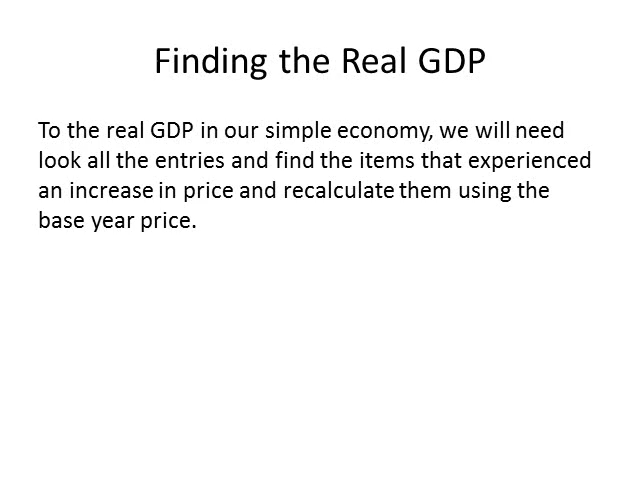 Finding the Real GDP
To the real GDP in our simple economy, we will need
look all the entries and find the items that experienced
an increase in price and recalculate them using the
base year price.